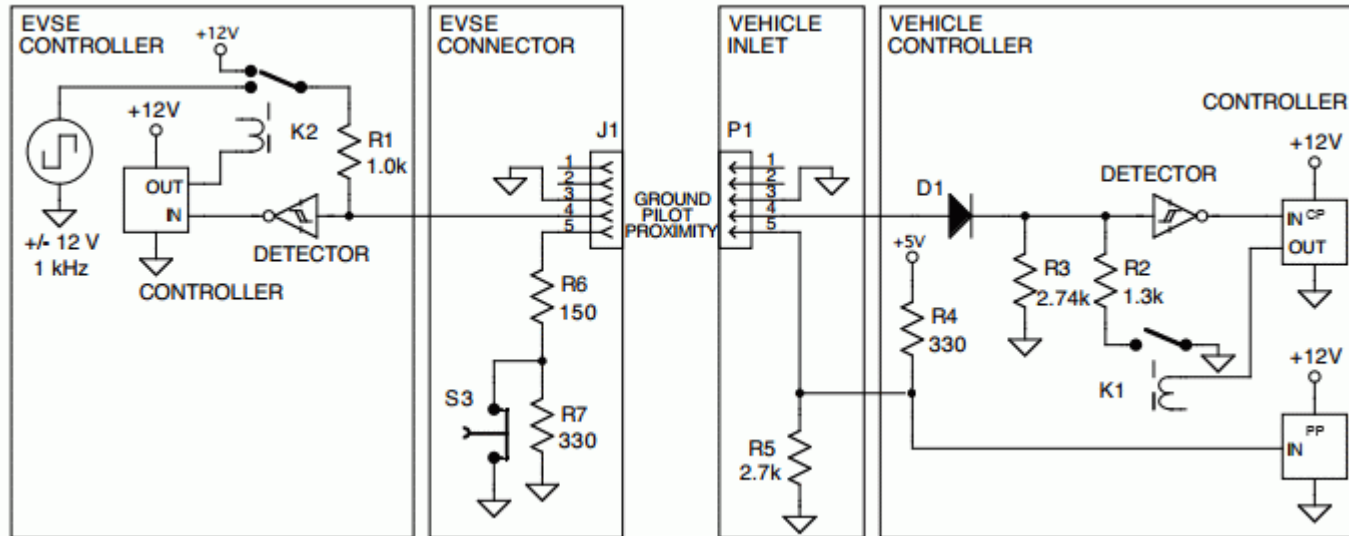 EVSE
CONTROLLER
+12V
+12V
K2
R1
1.0k
OUT
IN
+/- 12 V
1 kHz
DETECTOR
CONTROLLER
EVSE
CONNECTOR
J1
1
2
3
4
5
R6
150
S3
R7
330
GROUND
PILOT
PROXIMITY
VEHICLE
INLET
P1
1
2
3
4
5
R5
2.7k
VEHICLE
CONTROLLER
CONTROLLER
+12V
D1
DETECTOR
IN CP
OUT
+5V
R3
2.74k
R2
1.3k
R4
330
K1
+12V
PP
IN